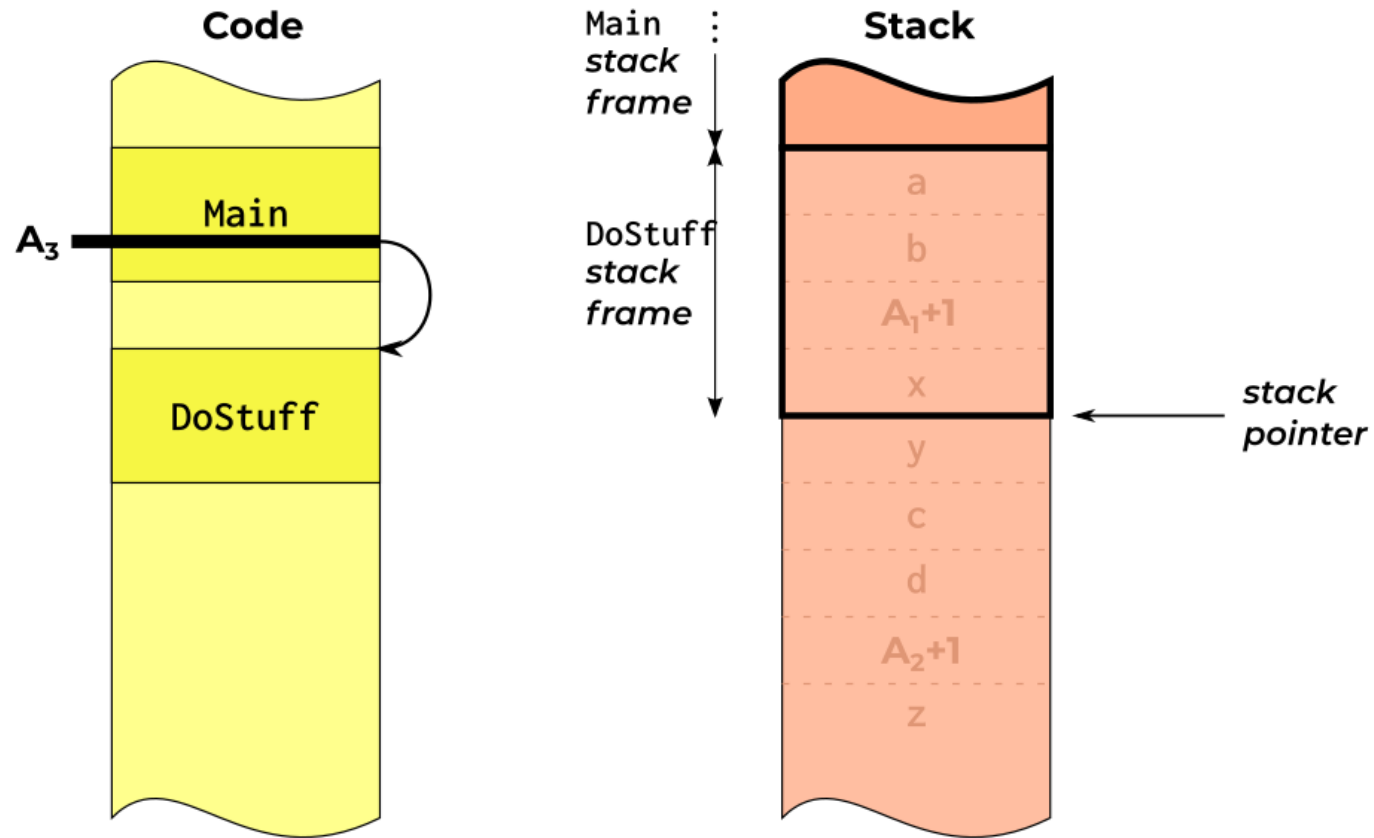 Code
Main
A₃
DoStuff
Main
stack
frame
DoStuff
stack
frame
Stack
a
b
A₁+1
x
y
c
d
A₂+1
z
stack
pointer